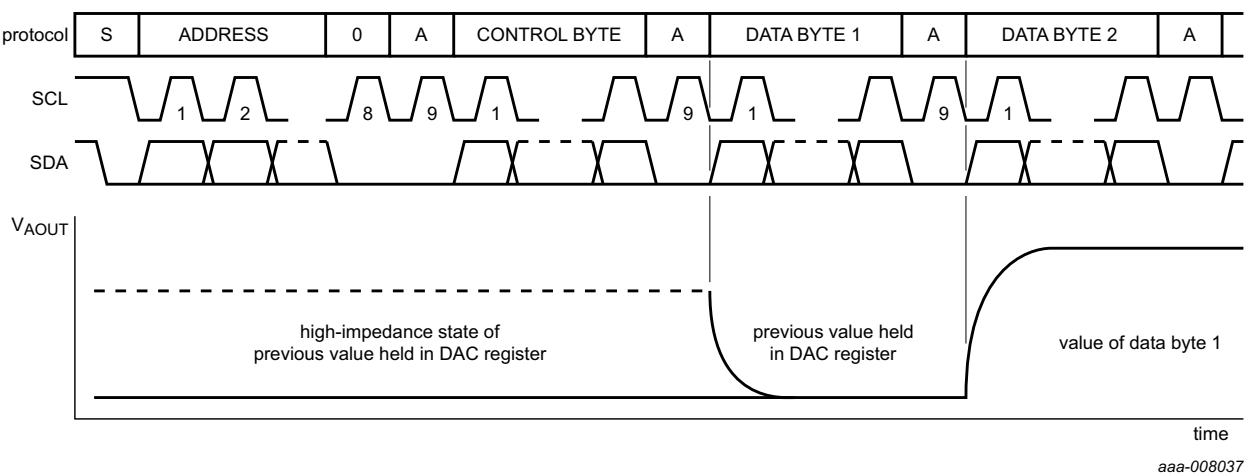 protocol S ADDRESS 0 A CONTROL BYTE A DATA BYTE 1 A DATA BYTE 2 A
SCL 1 2 8 9 1 9 1 9 1
SDA
VAOUT
high-impedance state of
previous value held in DAC register
previous value held
in DAC register
value of data byte 1
time
aaa-008037